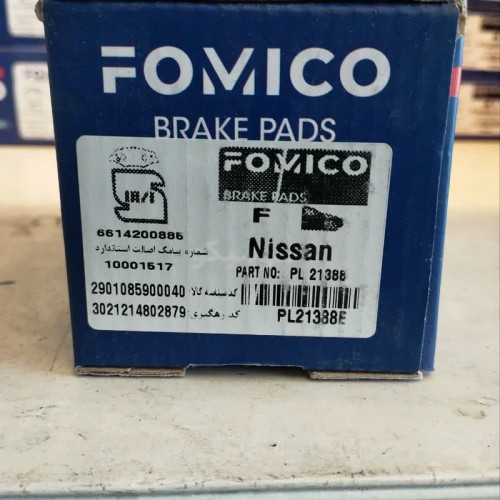 FOMICO
BRAKE PADS
FOMICO
BRAKE PADS
F
6614200885
شماره پیامک اصالت استاندارد
10001517
Nissan
PART NO: PL 21388
2901085900040 کد شناسه کالا
3021214802879 کد رهگیری:
PL21388E